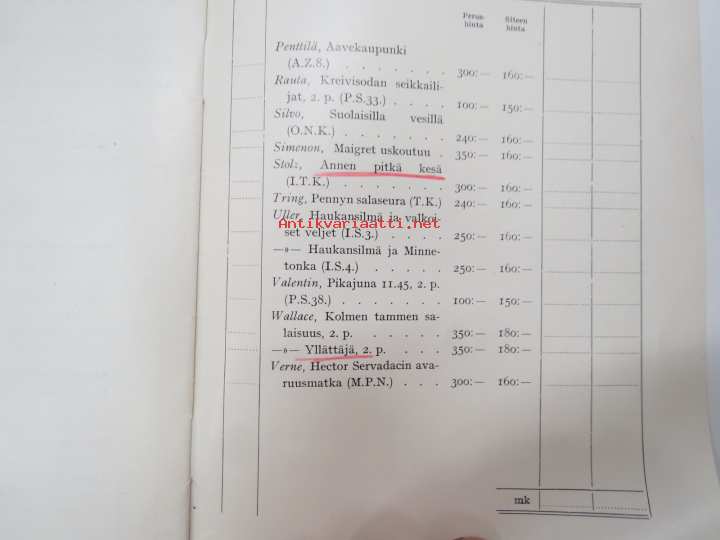 Perus- Siteen
hinta hinta
Penttilä, Aavekaupunki
(A.Z.8.) . . . . . . . 300:— 160:—
Rauta, Kreivisodan seikkaili-
jat, 2. p. (P.S.33.) . . . . 100:— 150:—
Silvo, Suolaisilla vesillä
(O.N.K.) . . . . . . . 240:— 160:—
Simenon, Maigret uskoutuu . 350:— 160:—
Stolz, Annen pitkä kesä
(I.T.K.) . . . . . . . 300:— 160:—
Tring, Pennyn salaseura (T.K.) 240:— 160:—
Uller, Haukansilmä ja valkoi-
Antikvariaatti.net
set veljet (I.S.3.) . . . . 250:— 160:—
—»— Haukansilmä ja Minne-
tonka (I.S.4.) . . . . . 250:— 160:—
Valentin, Pikajuna 11.45, 2. p.
(P.S.38.) . . . . . . . 100:— 150:—
Wallace, Kolmen tammen sa-
laisuus, 2. p. . . . . . 350:— 180:—
—»— Yllättäjä, 2. p. . . . 350:— 180:—
Verne, Hector Servadacin ava-
ruusmatka (M.P.N.) . . . 300:— 160:—
mk